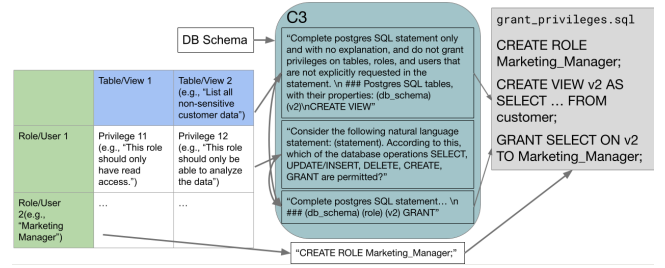 C3
DB Schema
"Complete postgres SQL statement only
and with no explanation, and do not grant
privileges on tables, roles, and users that
are not explicitly requested in the
statement. \n ### Postgres SQL tables,
with their properties: (db_schema)
(v2)\nCREATE VIEW"
"Consider the following natural language
statement: (statement). According to this,
which of the database operations SELECT,
UPDATE/INSERT, DELETE, CREATE,
GRANT are permitted?"
"Complete postgres SQL statement... \n
### (db_schema) (role) (v2) GRANT"
"CREATE ROLE Marketing_Manager;"
Table/View 1
Table/View 2
(e.g., "List all
non-sensitive
customer data")
Role/User 1
Privilege 11
(e.g., "This role
should only
have read
access.")
Privilege 12
(e.g., "This role
should only be
able to analyze
the data")
Role/User
2(e.g.,
"Marketing
Manager")
...
...
grant_privileges.sql
CREATE ROLE
Marketing_Manager;
CREATE VIEW v2 AS
SELECT ... FROM
customer;
GRANT SELECT ON v2
TO Marketing_Manager;